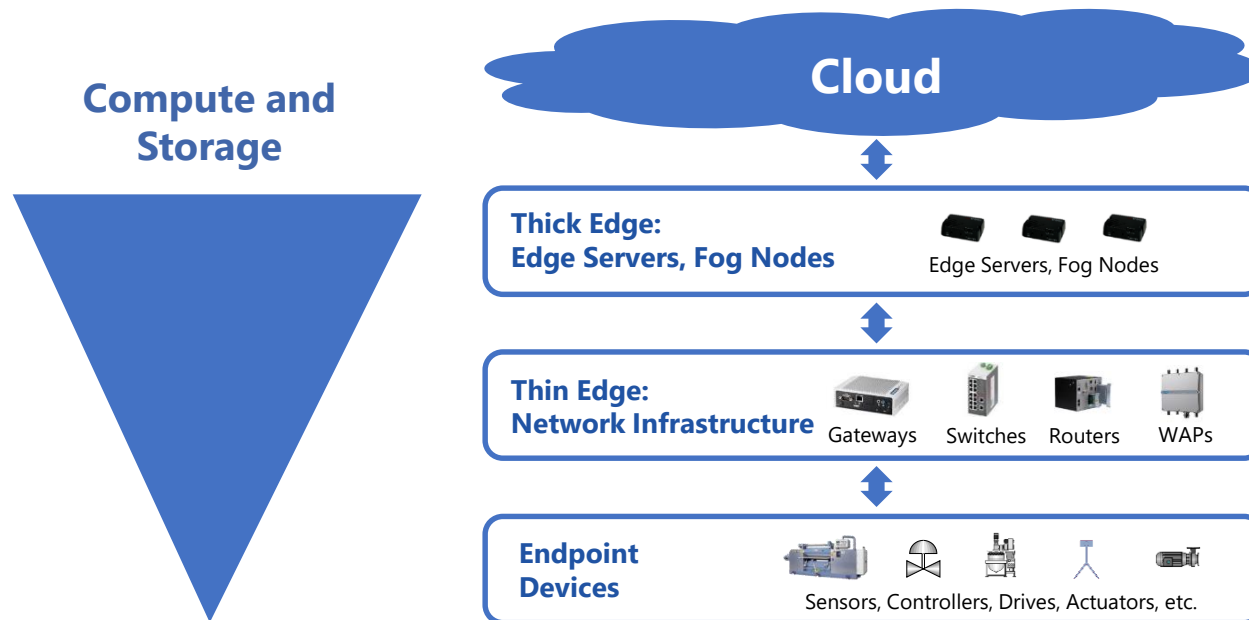 Compute and
Storage
Cloud
Thick Edge:
Edge Servers, Fog Nodes
Edge Servers, Fog Nodes
Thin Edge:
Network Infrastructure
Gateways
Switches
Routers
WAPs
Endpoint
Devices
Sensors, Controllers, Drives, Actuators, etc.